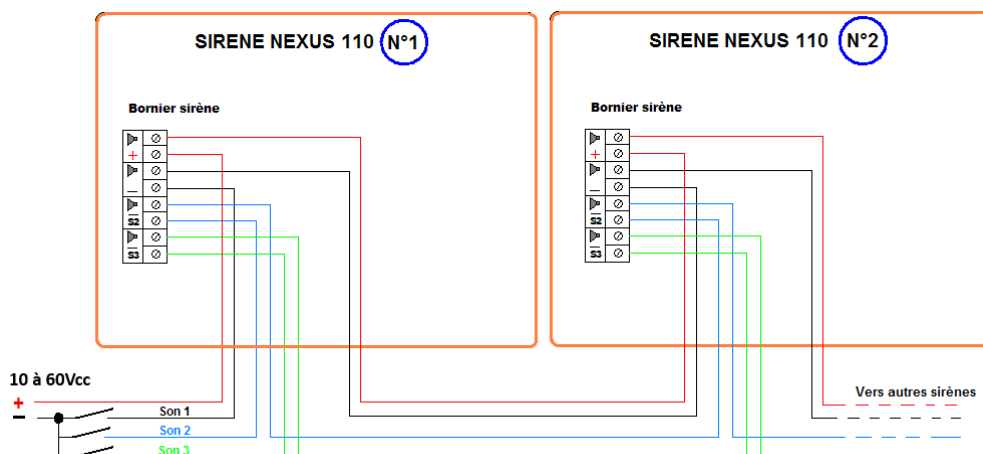 SIRENE NEXUS 110 N°1
SIRENE NEXUS 110 N°2
Bornier sirène
+
–
S2
S3
Bornier sirène
+
–
S2
S3
10 à 60Vcc
+
–
Son 1
Son 2
Son 3
Vers autres sirènes